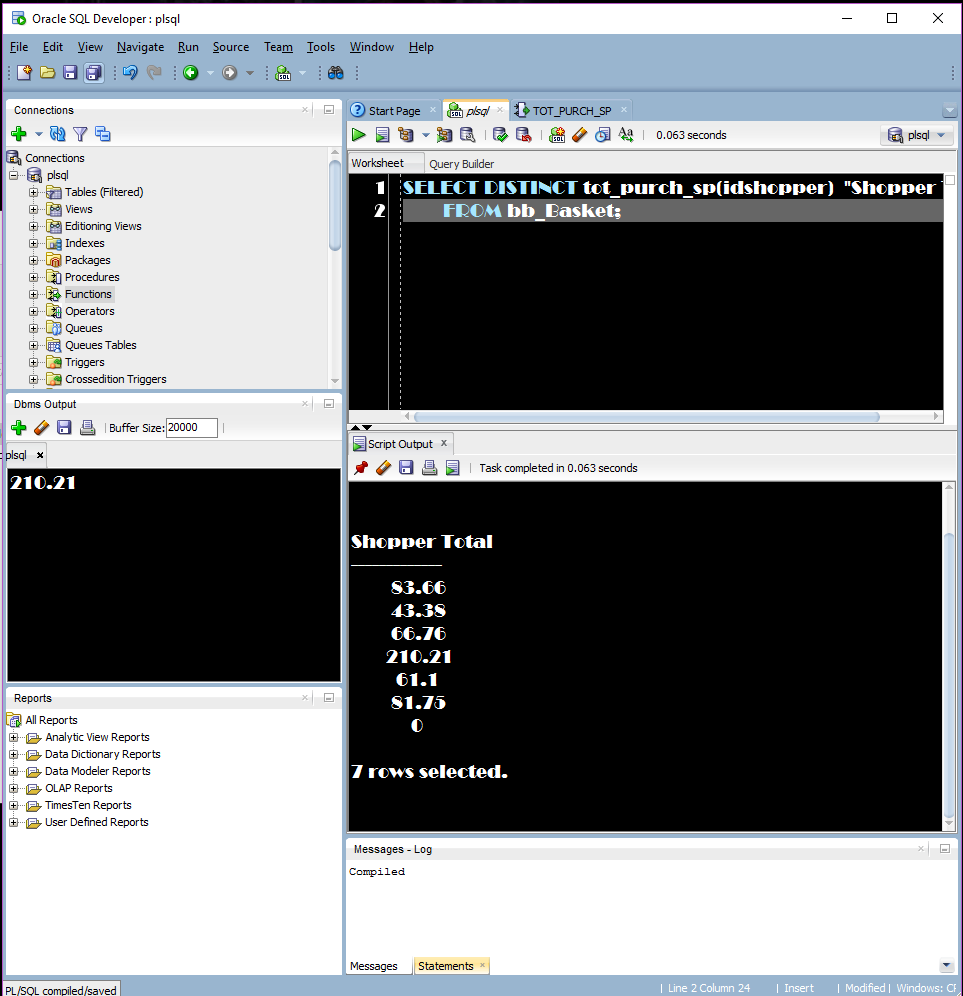 Oracle SQL Developer : plsql
File Edit View Navigate Run Source Team Tools Window Help
Connections
Connections
plsql
Tables (Filtered)
Views
Editioning Views
Indexes
Packages
Procedures
Functions
Operators
Queues
Queues Tables
Triggers
Crossedition Triggers
Dbms Output
Buffer Size: 20000
plsql
210.21
Reports
All Reports
Analytic View Reports
Data Dictionary Reports
Data Modeler Reports
OLAP Reports
TimesTen Reports
User Defined Reports
Start Page plsql TOT_PURCH_SP
0.063 seconds plsql
Worksheet Query Builder
1 SELECT DISTINCT tot_purch_sp(idshopper) "Shopper
2 FROM bb_Basket;
Script Output
Task completed in 0.063 seconds
Shopper Total
-------------
83.66
43.38
66.76
210.21
61.1
81.75
0
7 rows selected.
Messages - Log
Compiled
Messages Statements
PL/SQL compiled/saved
Line 2 Column 24 | Insert | Modified | Windows: CF